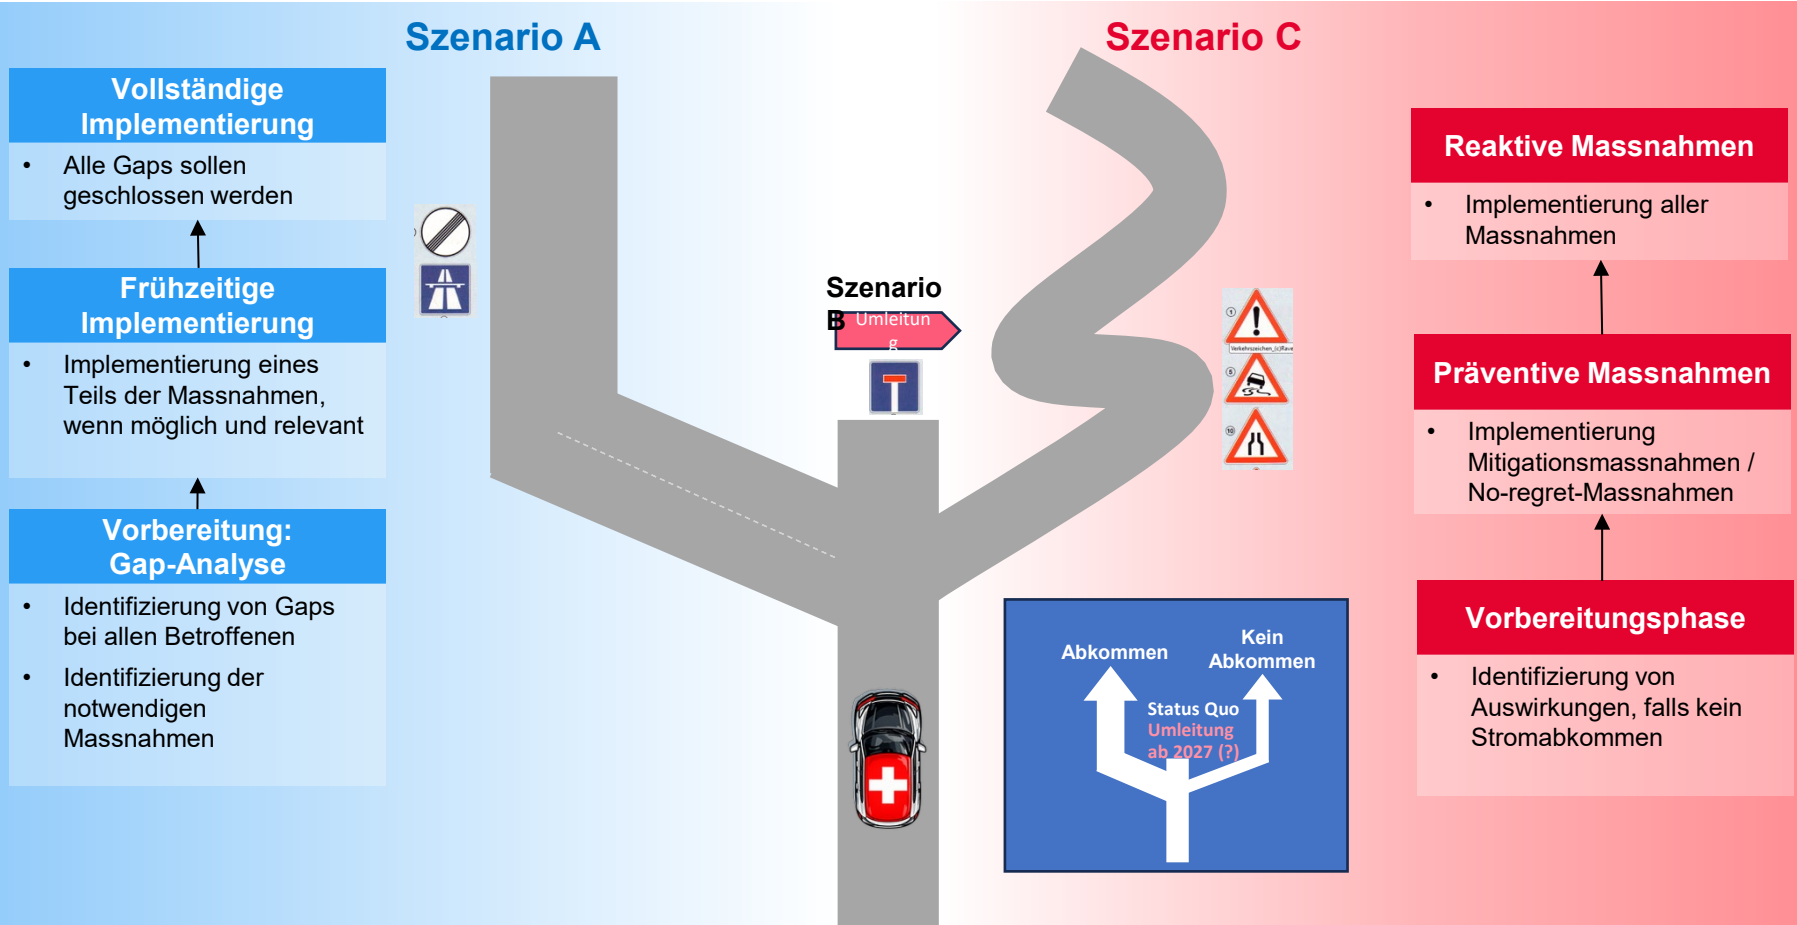 Szenario A
Szenario C
Vollständige
Implementierung
• Alle Gaps sollen
geschlossen werden
Frühzeitige
Implementierung
• Implementierung eines
Teils der Massnahmen,
wenn möglich und relevant
Vorbereitung:
Gap-Analyse
• Identifizierung von Gaps
bei allen Betroffenen
• Identifizierung der
notwendigen
Massnahmen
Szenario
B
Umleitun
g
1
5
10
Abkommen
Kein
Abkommen
Status Quo
Umleitung
ab 2027 (?)
Reaktive Massnahmen
• Implementierung aller
Massnahmen
Präventive Massnahmen
• Implementierung
Mitigationsmassnahmen /
No-regret-Massnahmen
Vorbereitungsphase
• Identifizierung von
Auswirkungen, falls kein
Stromabkommen